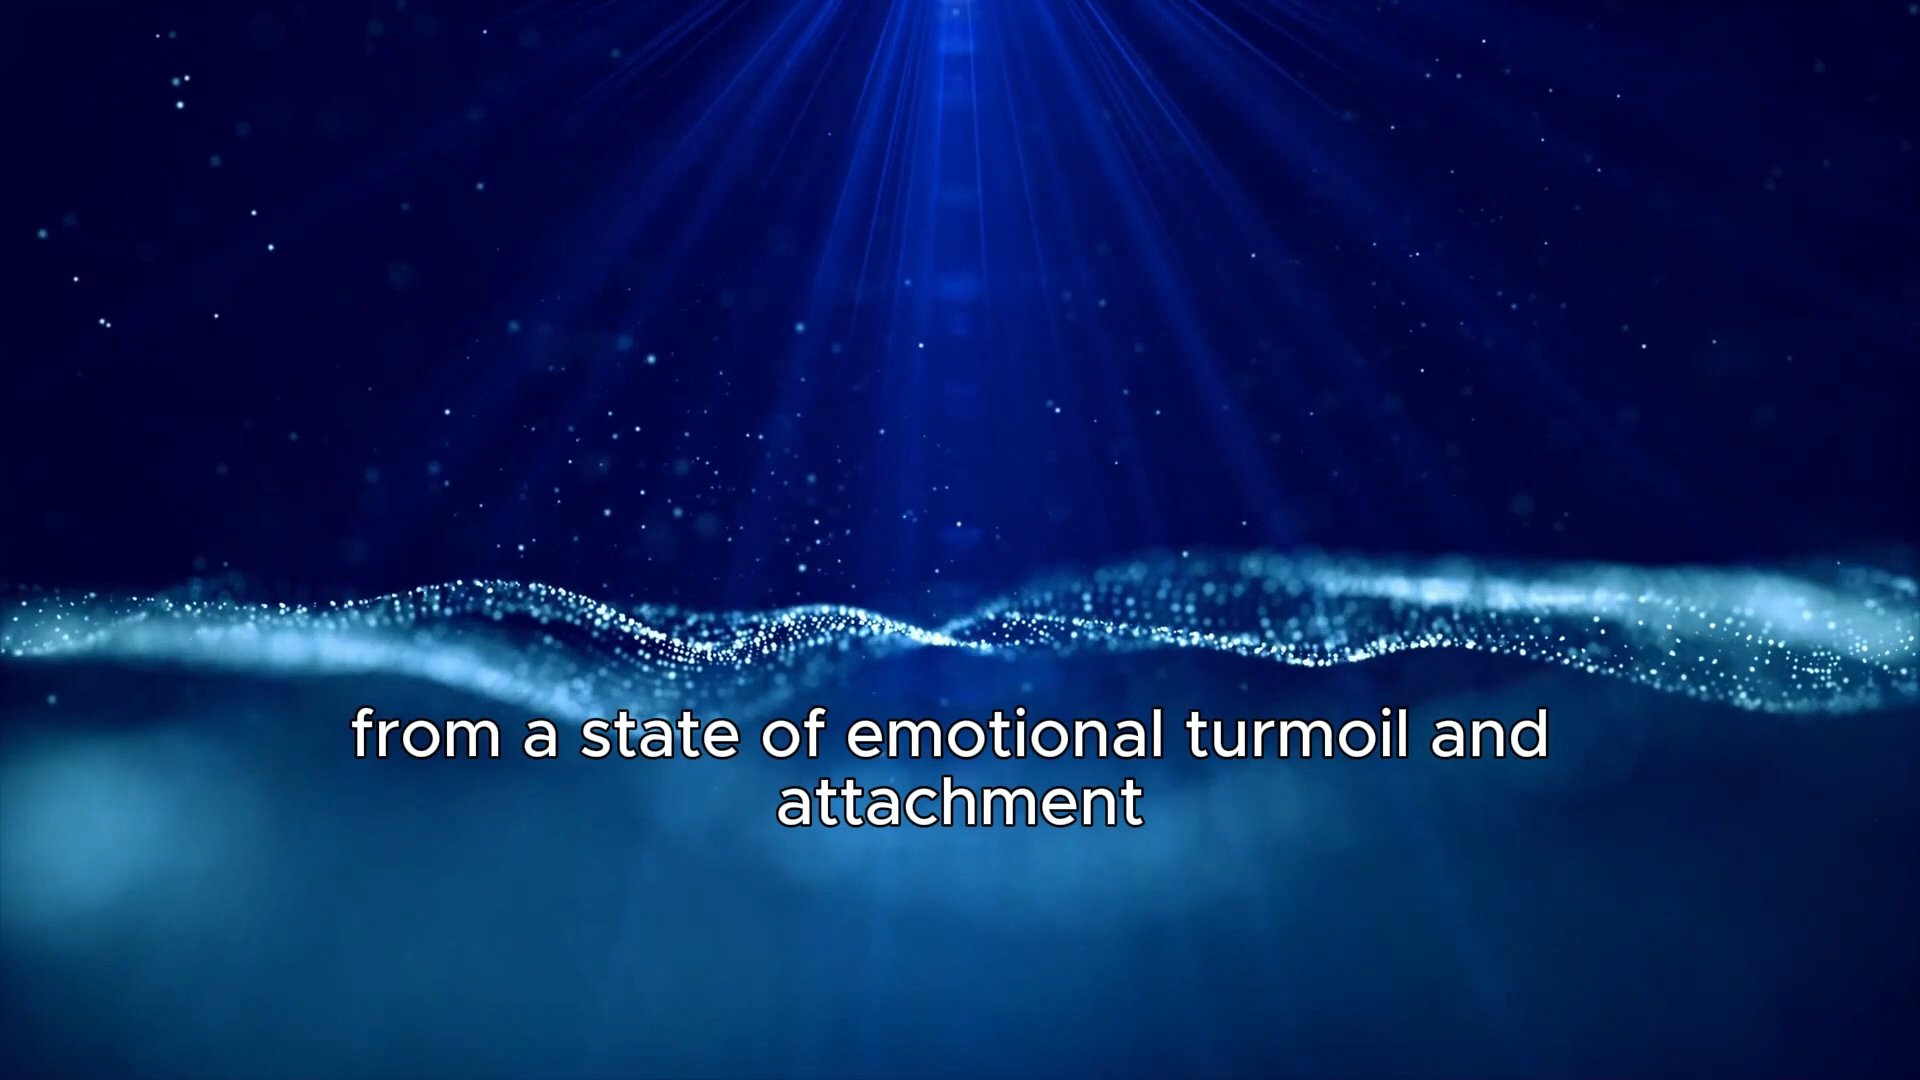 from a state of emotional turmoil and
attachment